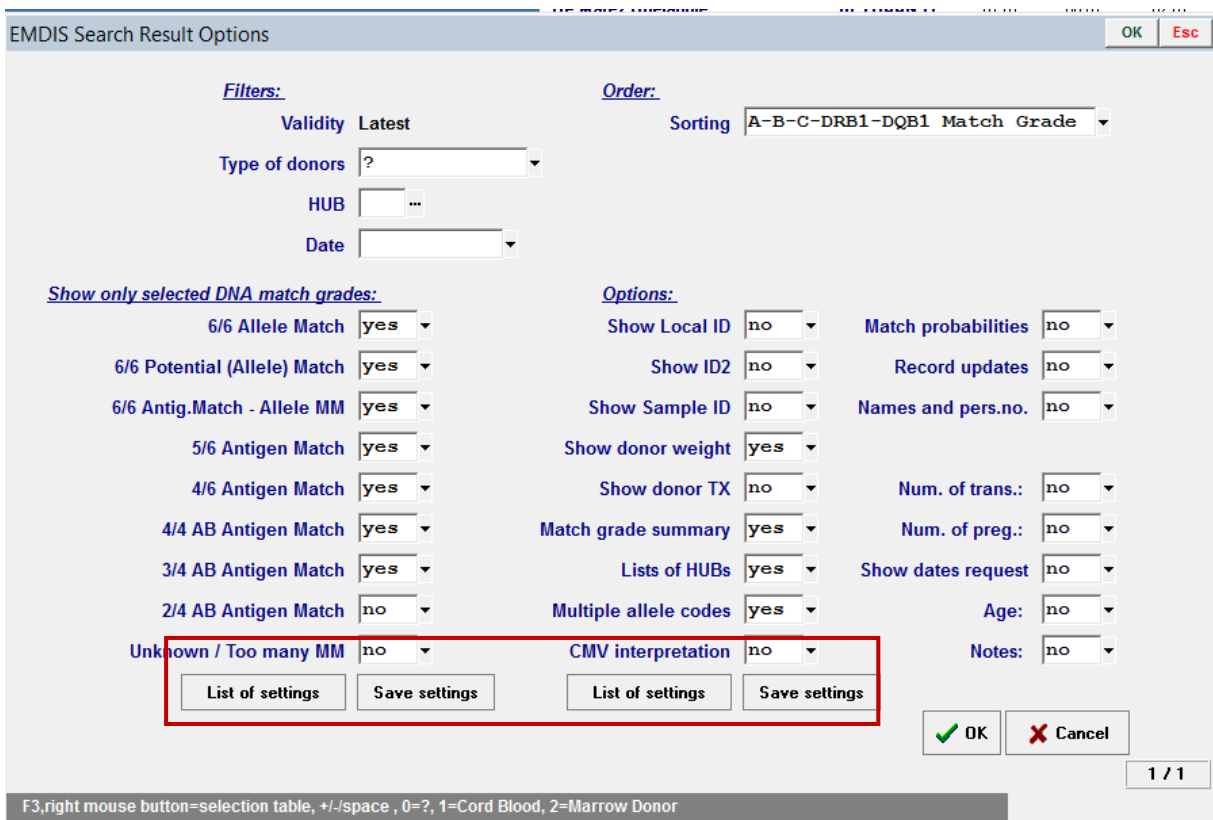 EMDIS Search Result Options OK Esc
Filters: Order:
Validity Latest Sorting A-B-C-DRB1-DQB1 Match Grade
Type of donors ?
HUB ...
Date
Show only selected DNA match grades: Options:
6/6 Allele Match yes Show Local ID no Match probabilities no
6/6 Potential (Allele) Match yes Show ID2 no Record updates no
6/6 Antig.Match - Allele MM yes Show Sample ID no Names and pers.no. no
5/6 Antigen Match yes Show donor weight yes
4/6 Antigen Match yes Show donor TX no Num. of trans.: no
4/4 AB Antigen Match yes Match grade summary yes Num. of preg.: no
3/4 AB Antigen Match yes Lists of HUBs yes Show dates request no
2/4 AB Antigen Match no Multiple allele codes yes Age: no
Unknown / Too many MM no CMV interpretation no Notes: no
List of settings Save settings List of settings Save settings
OK Cancel
1 / 1
F3,right mouse button=selection table, +/-/space , 0=?, 1=Cord Blood, 2=Marrow Donor